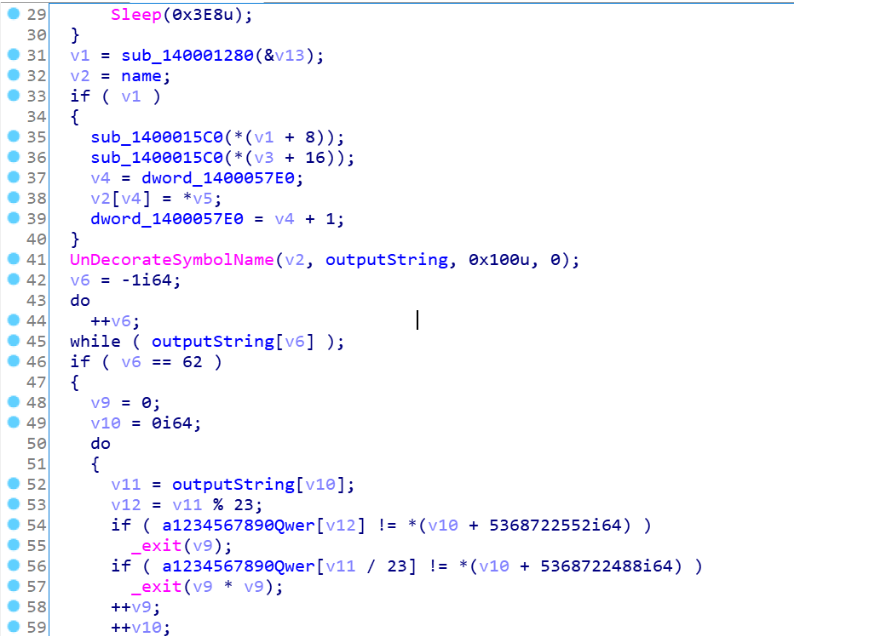 29 Sleep(0x3E8u);
30 }
31 v1 = sub_140001280(&v13);
32 v2 = name;
33 if ( v1 )
34 {
35 sub_1400015C0(*(v1 + 8));
36 sub_1400015C0(*(v3 + 16));
37 v4 = dword_1400057E0;
38 v2[v4] = *v5;
39 dword_1400057E0 = v4 + 1;
40 }
41 UnDecorateSymbolName(v2, outputString, 0x100u, 0);
42 v6 = -1i64;
43 do
44 ++v6;
45 while ( outputString[v6] );
46 if ( v6 == 62 )
47 {
48 v9 = 0;
49 v10 = 0i64;
50 do
51 {
52 v11 = outputString[v10];
53 v12 = v11 % 23;
54 if ( a1234567890Qwer[v12] != *(v10 + 5368722552i64) )
55 _exit(v9);
56 if ( a1234567890Qwer[v11 / 23] != *(v10 + 5368722488i64) )
57 _exit(v9 * v9);
58 ++v9;
59 ++v10;